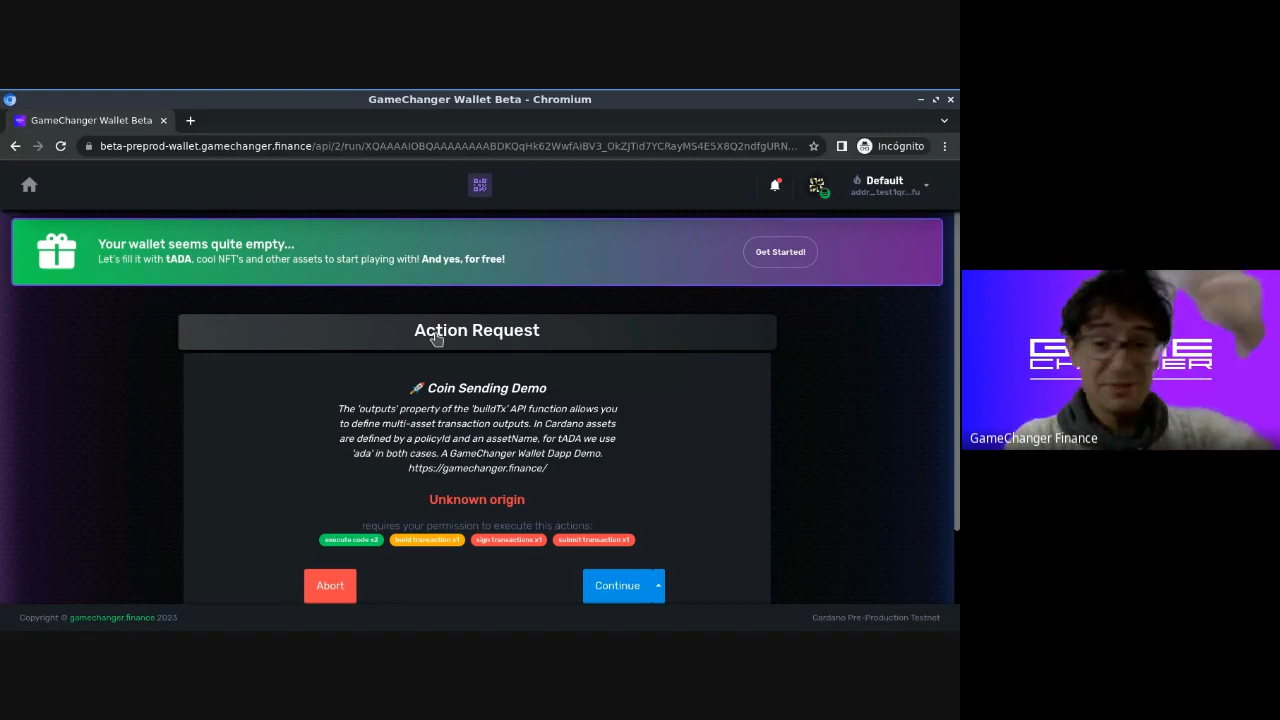 GameChanger Wallet Beta - Chromium
GameChanger Wallet Beta
beta-preprod-wallet.gamechanger.finance/api/2/run/XQAAAAIOBQAAAAAAAABDKQqHk62WwfAiBV3_OkZJTid7YCRayMS4E5X8Q2ndfgURN...
Incógnito
Default
addr_test1qr...fu
Your wallet seems quite empty...
Let's fill it with tADA, cool NFT's and other assets to start playing with! And yes, for free!
Get Started!
Action Request
🚀 Coin Sending Demo
The 'outputs' property of the 'buildTx' API function allows you
to define multi-asset transaction outputs. In Cardano assets
are defined by a policyId and an assetName, for tADA we use
'ada' in both cases. A GameChanger Wallet Dapp Demo.
https://gamechanger.finance/
Unknown origin
requires your permission to execute this actions:
execute code x2 build transaction x1 sign transactions x1 submit transaction x1
Abort
Continue
Copyright © gamechanger.finance 2023
Cardano Pre-Production Testnet
GameChanger Finance